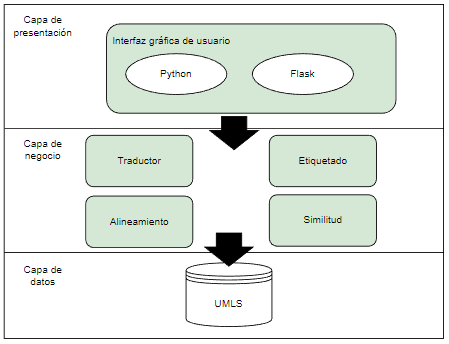 Capa de
presentación
Interfaz gráfica de usuario
Python
Flask
Capa de
negocio
Traductor
Etiquetado
Alineamiento
Similitud
Capa de
datos
UMLS